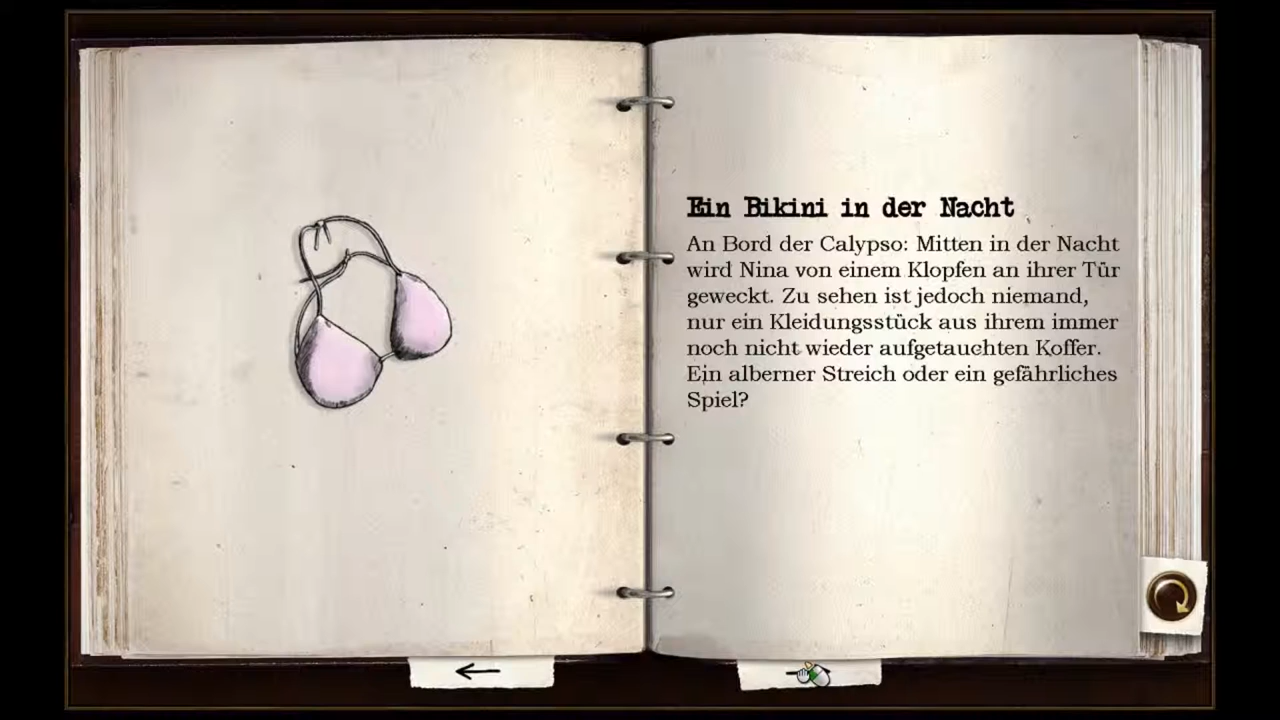 Ein Bikini in der Nacht
An Bord der Calypso: Mitten in der Nacht
wird Nina von einem Klopfen an ihrer Tür
geweckt. Zu sehen ist jedoch niemand,
nur ein Kleidungsstück aus ihrem immer
noch nicht wieder aufgetauchten Koffer.
Ein alberner Streich oder ein gefährliches
Spiel?